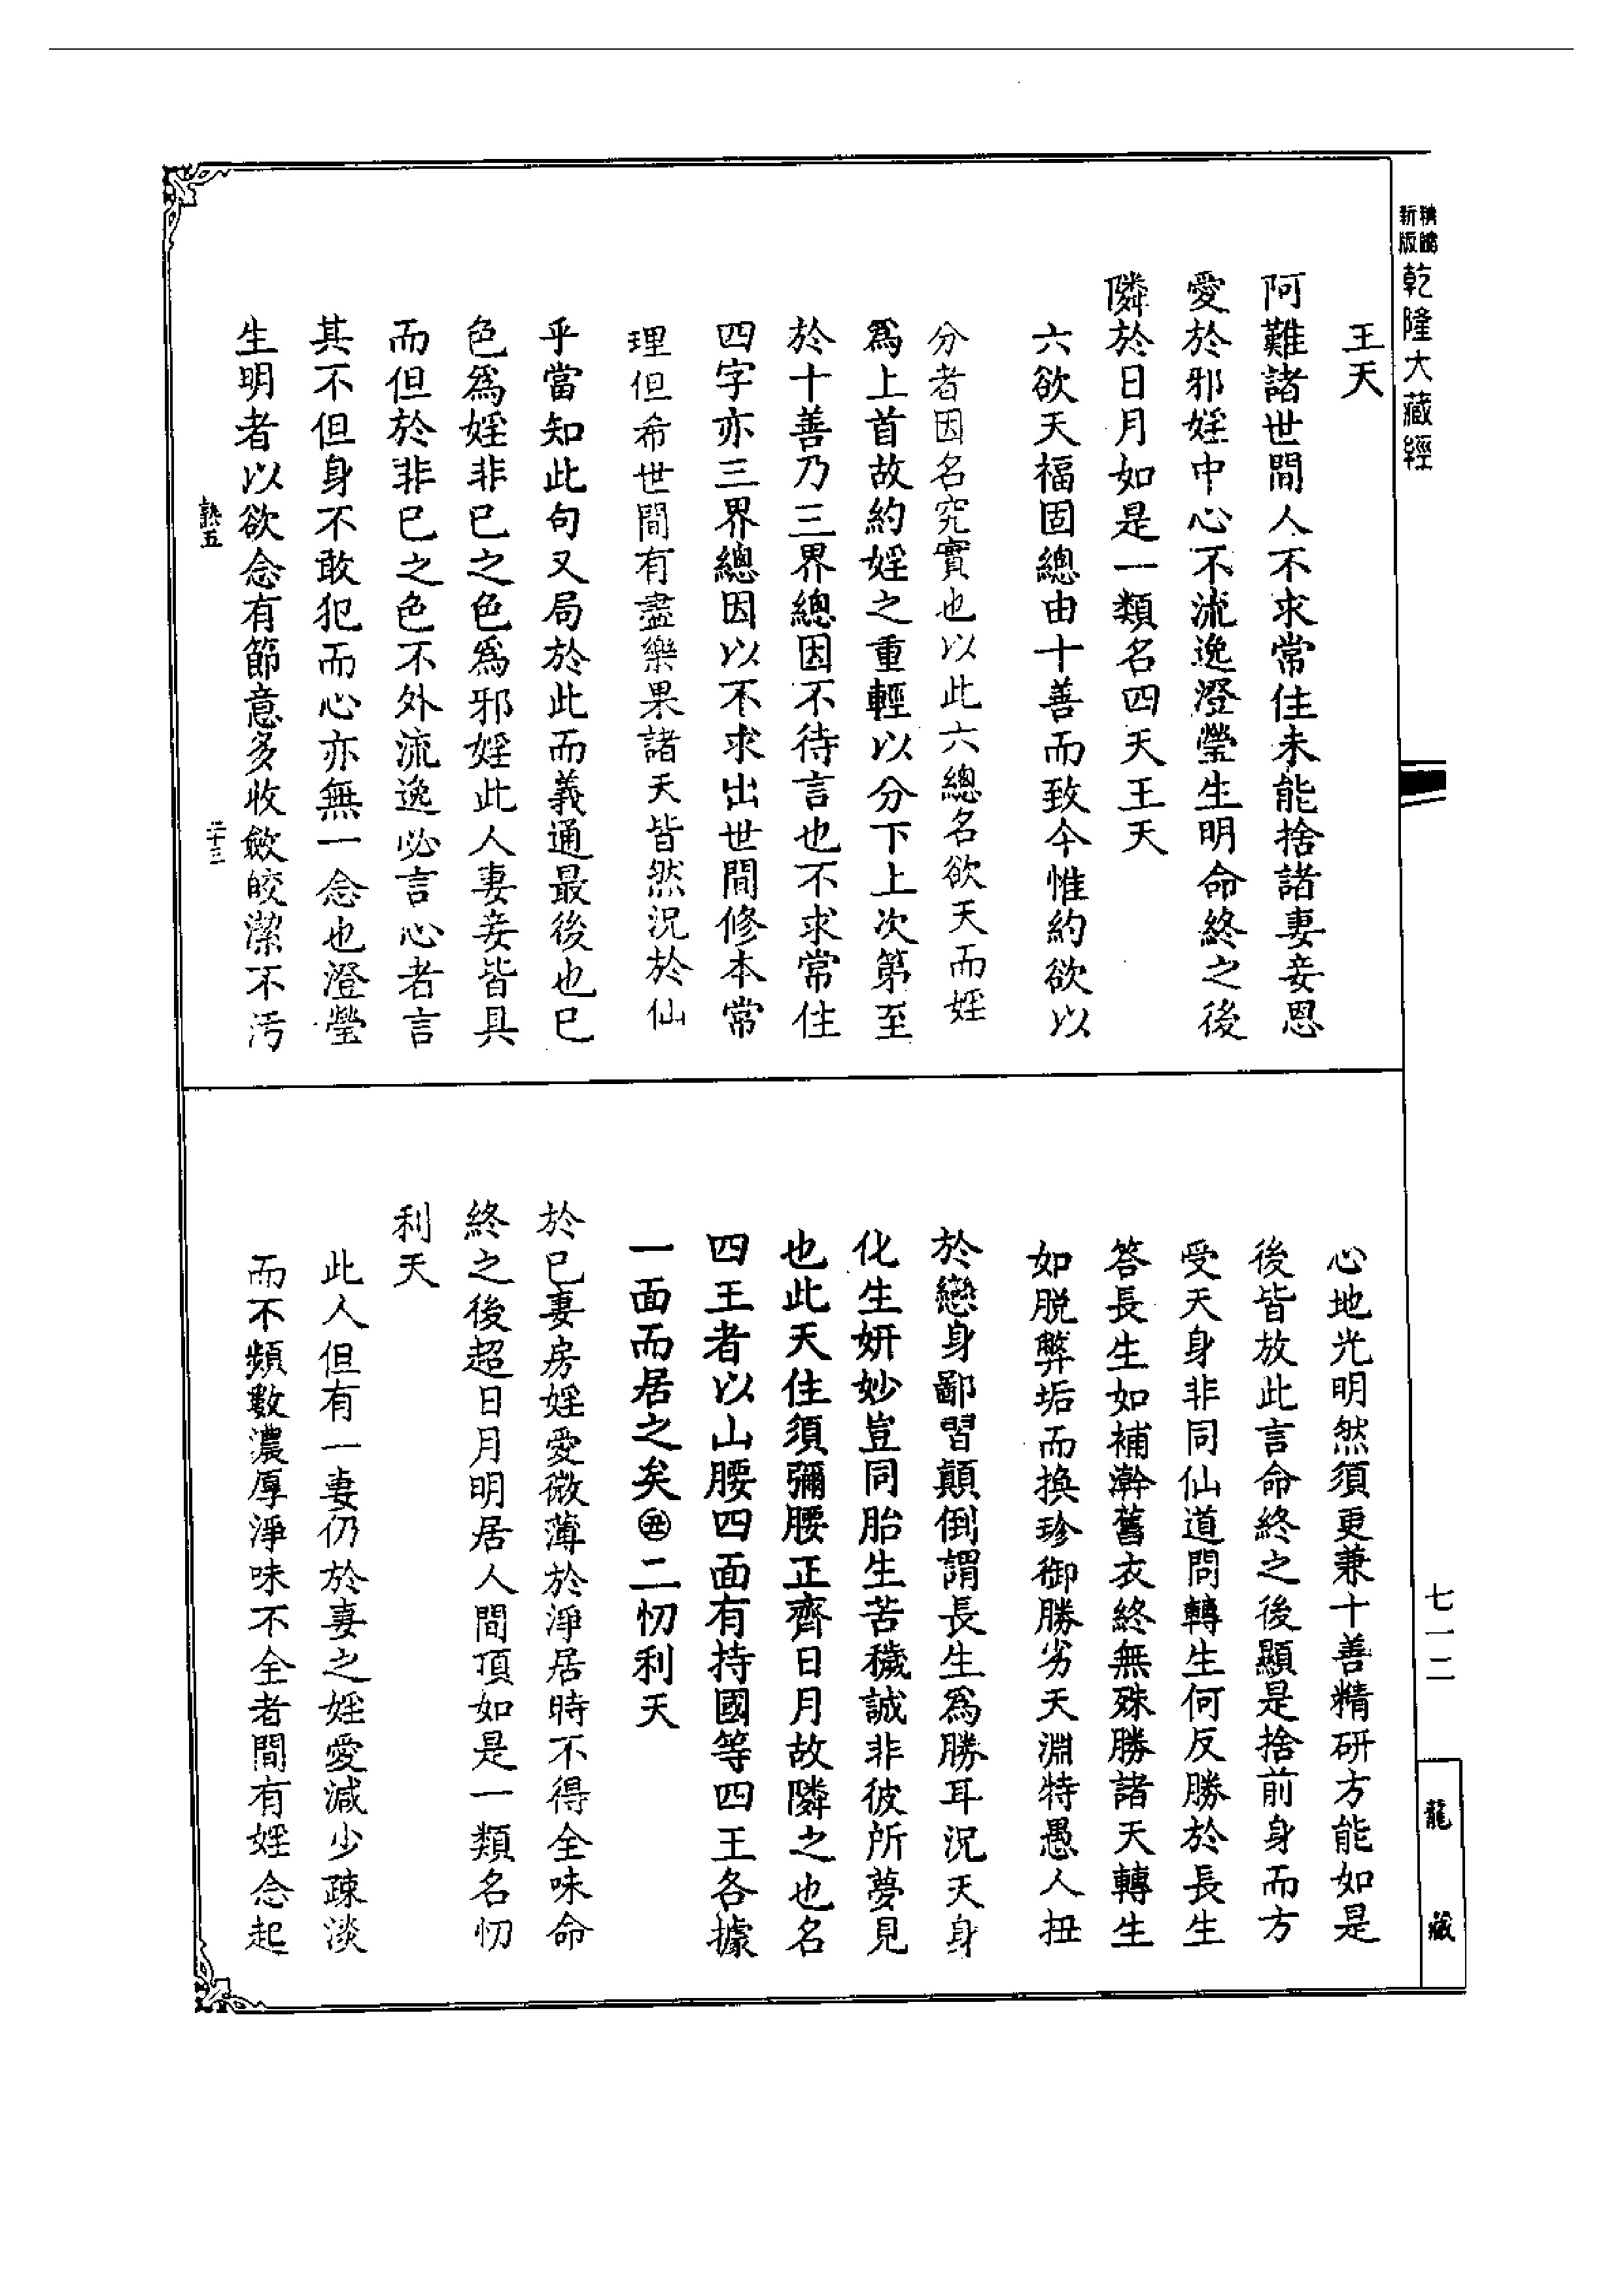 新版
精縮
乾隆大藏經
王天
阿難諸世間人不求常住未能捨諸妻妾恩
愛於邪婬中心不流逸澄瑩生明命終之後
隣於日月如是一類名四天王天
六欲天福固總由十善而致今惟約欲以
分者因名究實也以此六總名欲天而婬
爲上首故約婬之重輕以分下上次第至
於十善乃三界總因不待言也不求常住
四字亦三界總因以不求出世間修本常
理但希世間有盡樂果諸天皆然況於仙
乎當知此句又局於此而義通最後也已
色爲婬非已之色爲邪婬此人妻妾皆具
而但於非已之色不外流逸必言心者言
其不但身不敢犯而心亦無一念也澄瑩
生明者以欲念有節意多收斂皎潔不汚
熟五
二十三
心地光明然須更兼十善精研方能如是
後皆放此言命終之後顯是捨前身而方
受天身非同仙道問轉生何反勝於長生
答長生如補澣舊衣終無殊勝諸天轉生
如脫弊垢而換珍御勝劣天淵特愚人扭
於戀身鄙習顛倒謂長生爲勝耳況天身
化生妍妙豈同胎生苦穢誠非彼所夢見
也此天住須彌腰正齊日月故隣之也名
四王者以山腰四面有持國等四王各據
一面而居之矣㊄二忉利天
於已妻房婬愛微薄於淨居時不得全味命
終之後超日月明居人間頂如是一類名忉
利天
此人但有一妻仍於妻之婬愛減少疎淡
而不頻數濃厚淨味不全者間有婬念起
七一二
龍藏